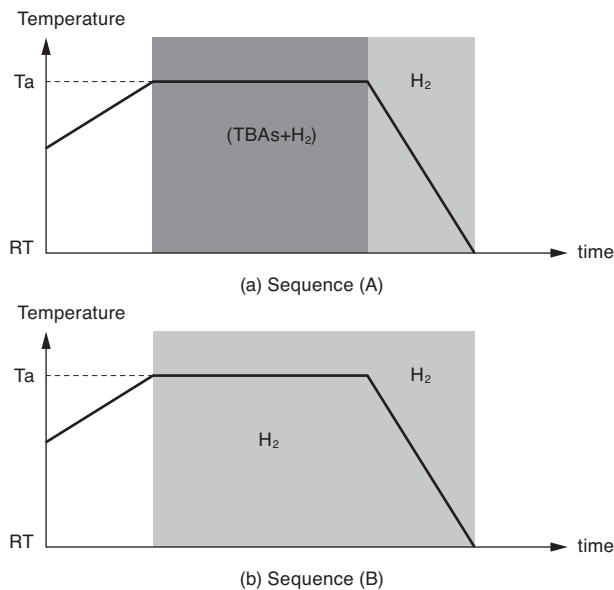 Temperature
Ta
H₂
(TBAs+H₂)
RT
time
(a) Sequence (A)
Temperature
Ta
H₂
H₂
RT
time
(b) Sequence (B)